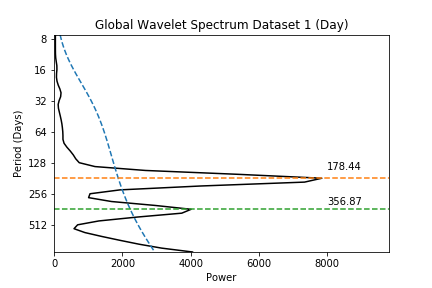 Global Wavelet Spectrum Dataset 1 (Day)
Period (Days)
8
16
32
64
128
256
512
178.44
356.87
0 2000 4000 6000 8000
Power